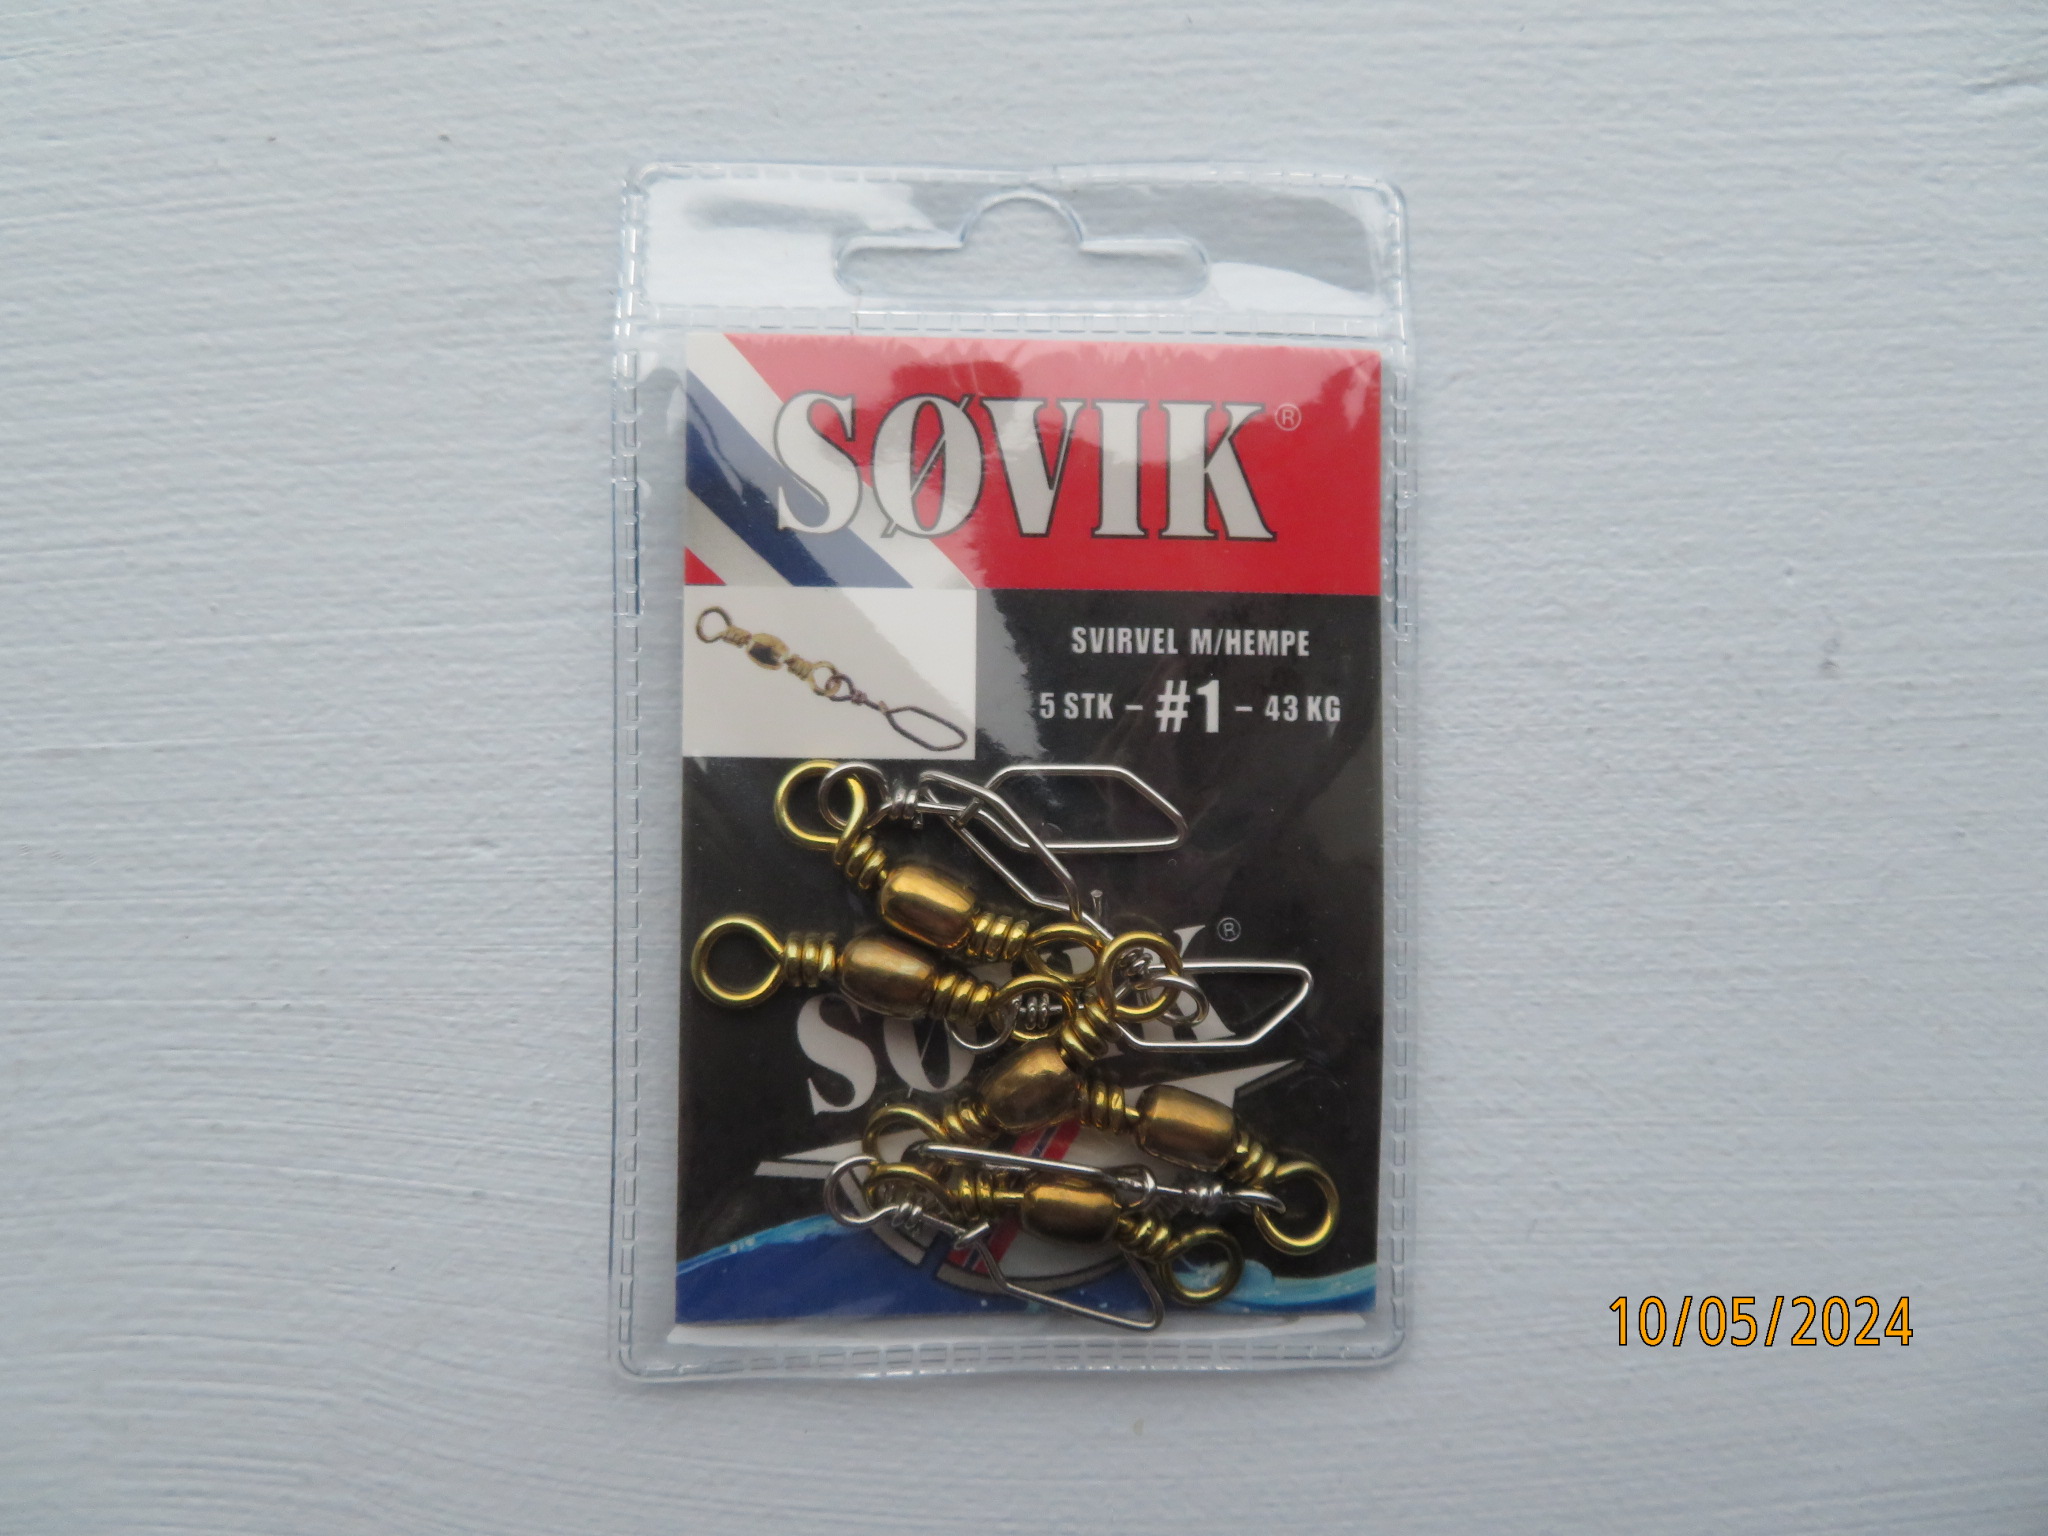 SØVIK®
SVIRVEL M/HEMPE
5 STK - #1 - 43 KG
®
10/05/2024